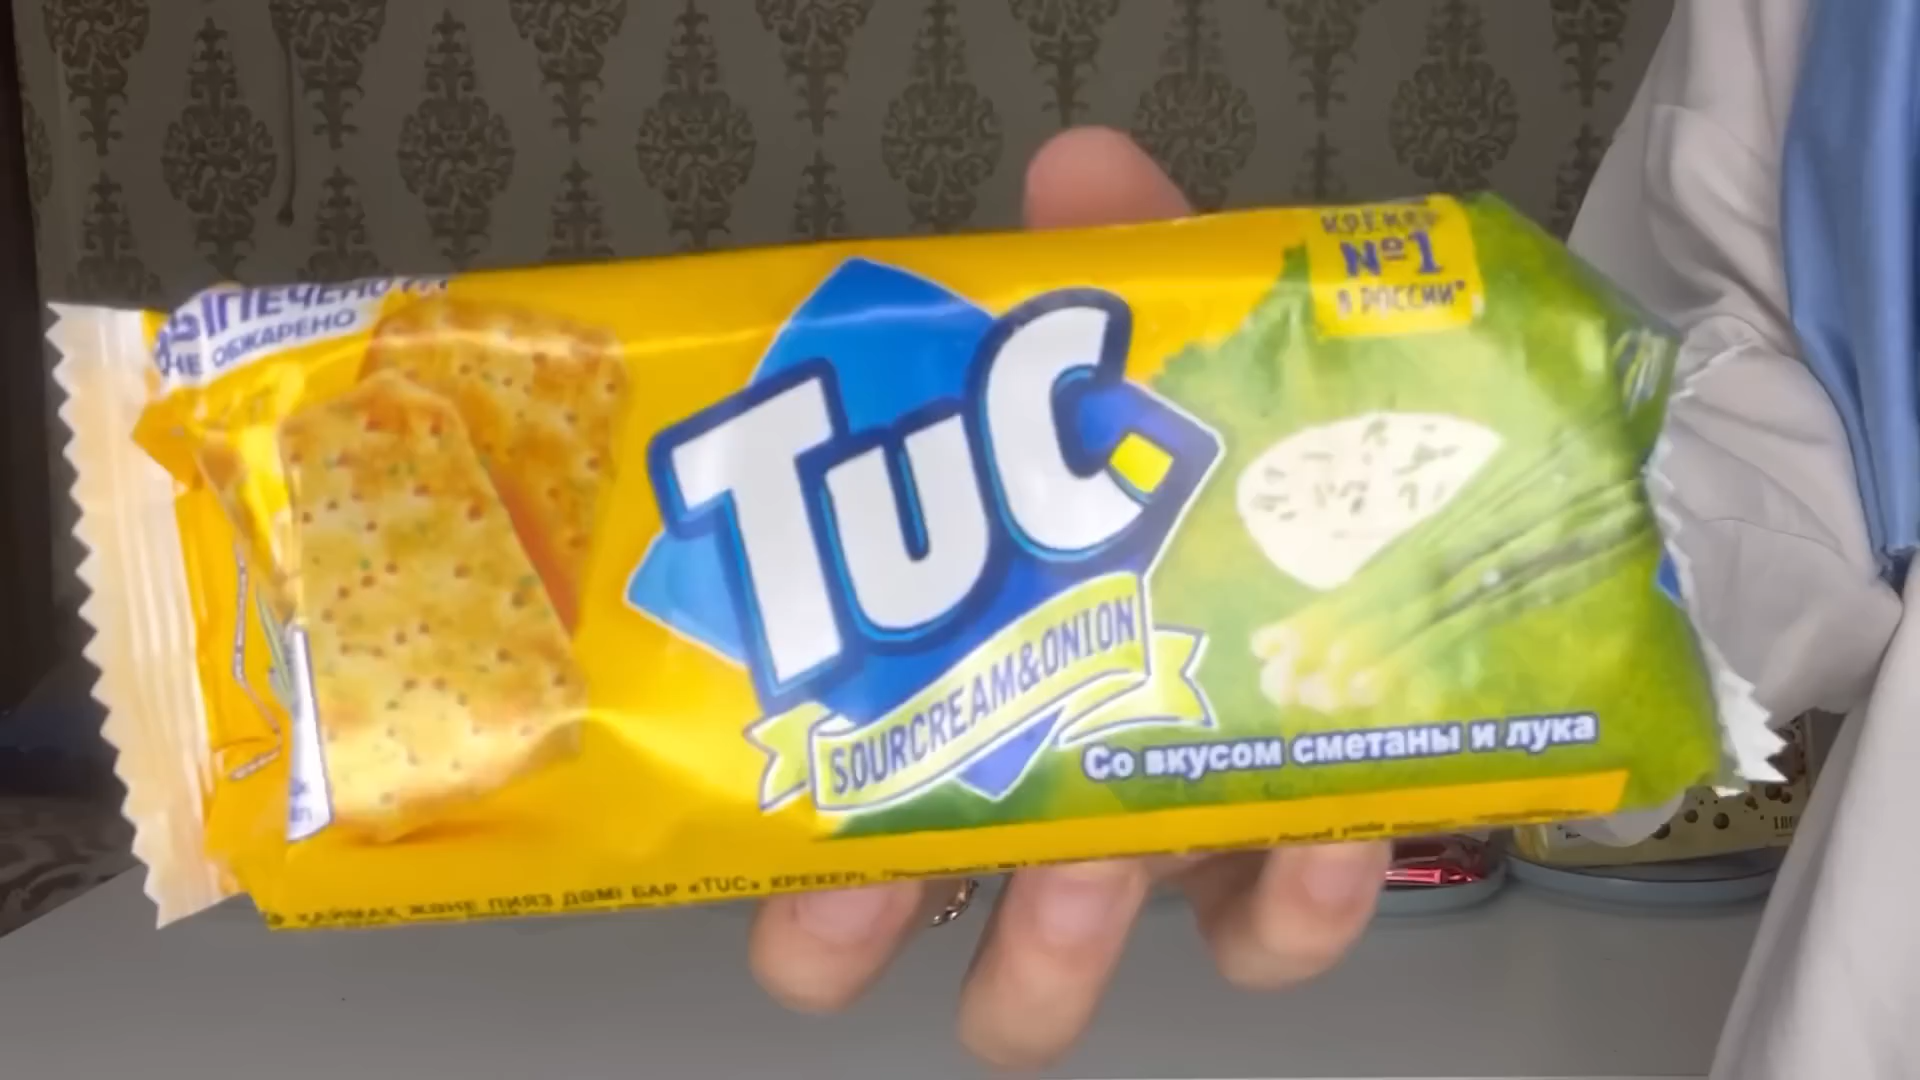 ВЫПЕЧЕНО
НЕ ОБЖАРЕНО
TUC
SOURCREAM&ONION
КРЕКЕР
№1
В РОССИИ*
Со вкусом сметаны и лука
ҚАЙМАҚ ЖӘНЕ ПИЯЗ ДӘМІ БАР «TUC» КРЕКЕРІ.